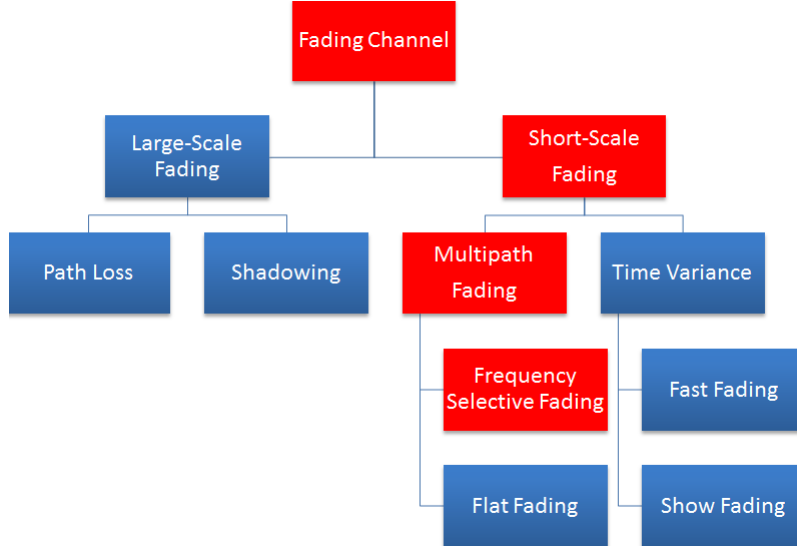 Fading Channel
Large-Scale
Fading
Short-Scale
Fading
Path Loss
Shadowing
Multipath
Fading
Time Variance
Frequency
Selective Fading
Fast Fading
Flat Fading
Show Fading